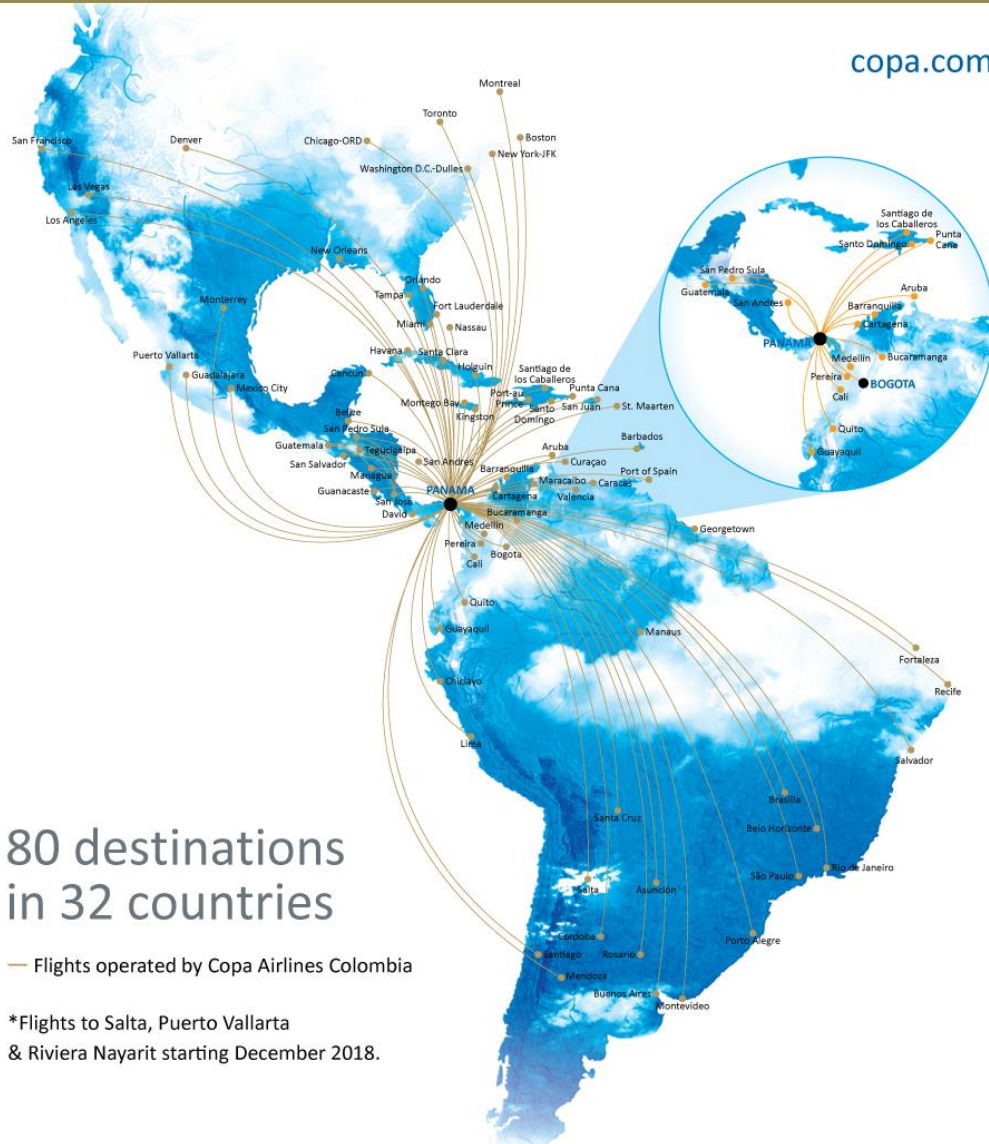 copa.com
Montreal
Toronto
Boston
San Francisco
Denver
Chicago-ORD
New York-JFK
Washington D.C.-Dulles
Las Vegas
Los Angeles
New Orleans
Orlando
Tampa
Fort Lauderdale
Monterrey
Miami
Nassau
Puerto Vallarta
Havana
Santa Clara
Guadalajara
Cancun
Holguin
Mexico City
Santiago de
los Caballeros
Punta Cana
Port-au
Prince
Montego Bay
Santo
Domingo
San Juan
St. Maarten
Kingston
Belize
San Pedro Sula
Barbados
Guatemala
Tegucigalpa
Aruba
San Salvador
San Andres
Curaçao
Managua
Barranquilla
Port of Spain
Maracaibo
Caracas
Guanacaste
PANAMA
Cartagena
Valencia
San José
David
Bucaramanga
Medellin
Georgetown
Pereira
Bogota
Cali
Quito
Guayaquil
Manaus
Fortaleza
Chiclayo
Recife
Lima
Salvador
Brasília
Santa Cruz
Belo Horizonte
Rio de Janeiro
São Paulo
Salta
Asunción
Cordoba
Porto Alegre
Santiago
Rosario
Mendoza
Buenos Aires
Montevideo
Santiago de
los Caballeros
Punta
Cana
Santo Domingo
San Pedro Sula
Guatemala
Aruba
San Andres
Barranquilla
Cartagena
PANAMA
Medellin
Bucaramanga
Pereira
BOGOTA
Cali
Quito
Guayaquil
80 destinations
in 32 countries
— Flights operated by Copa Airlines Colombia
*Flights to Salta, Puerto Vallarta
& Riviera Nayarit starting December 2018.